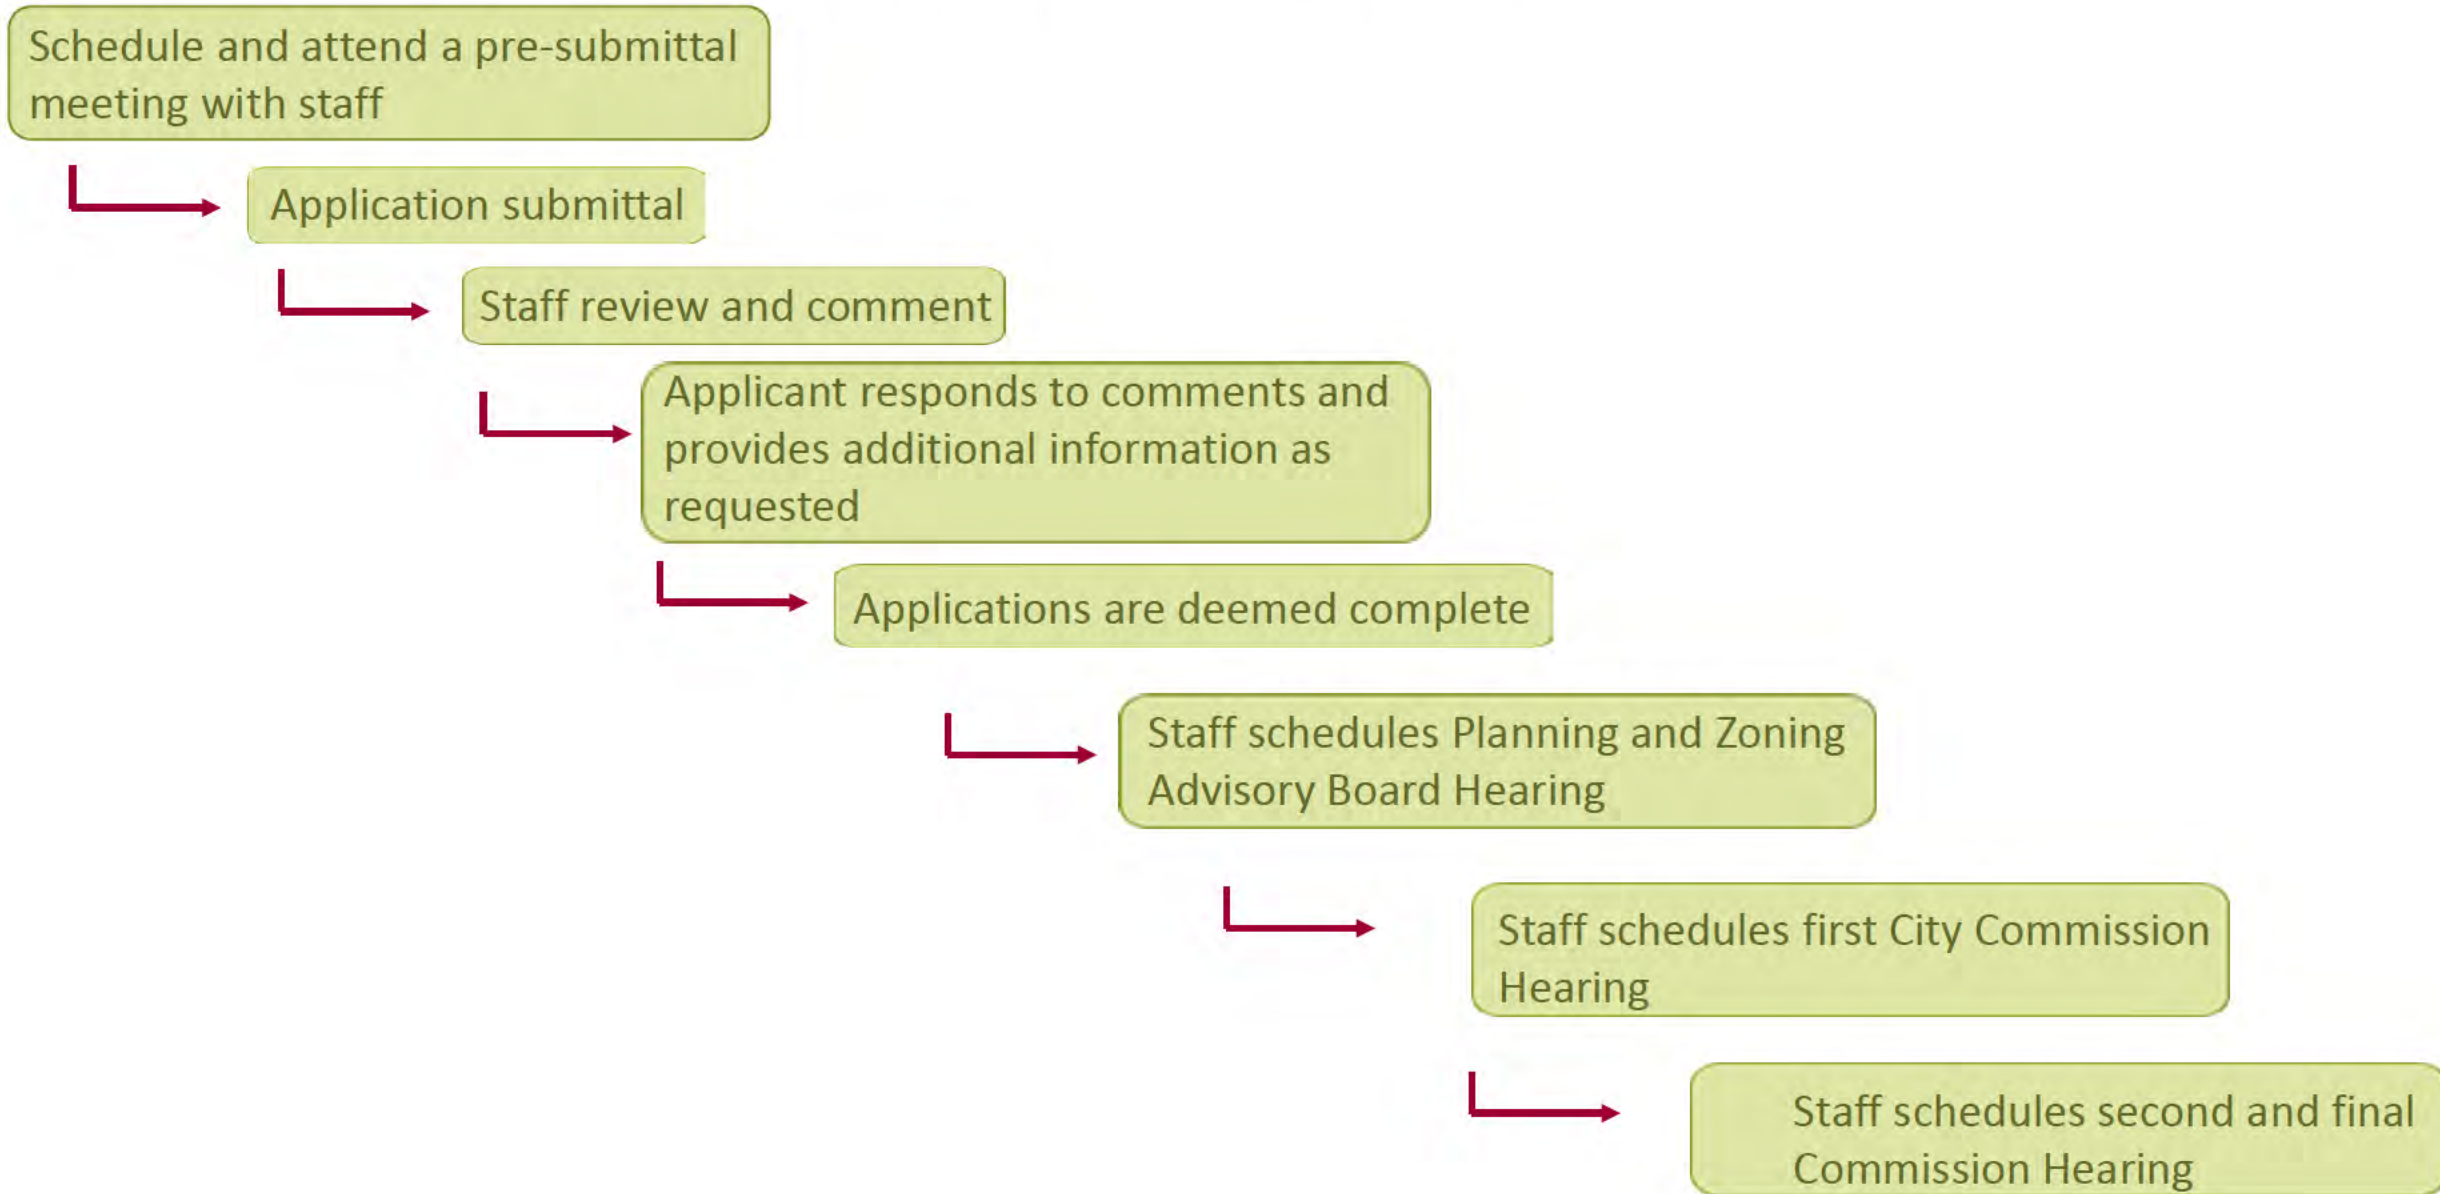 Schedule and attend a pre-submittal
meeting with staff
Application submittal
Staff review and comment
Applicant responds to comments and
provides additional information as
requested
Applications are deemed complete
Staff schedules Planning and Zoning
Advisory Board Hearing
Staff schedules first City Commission
Hearing
Staff schedules second and final
Commission Hearing